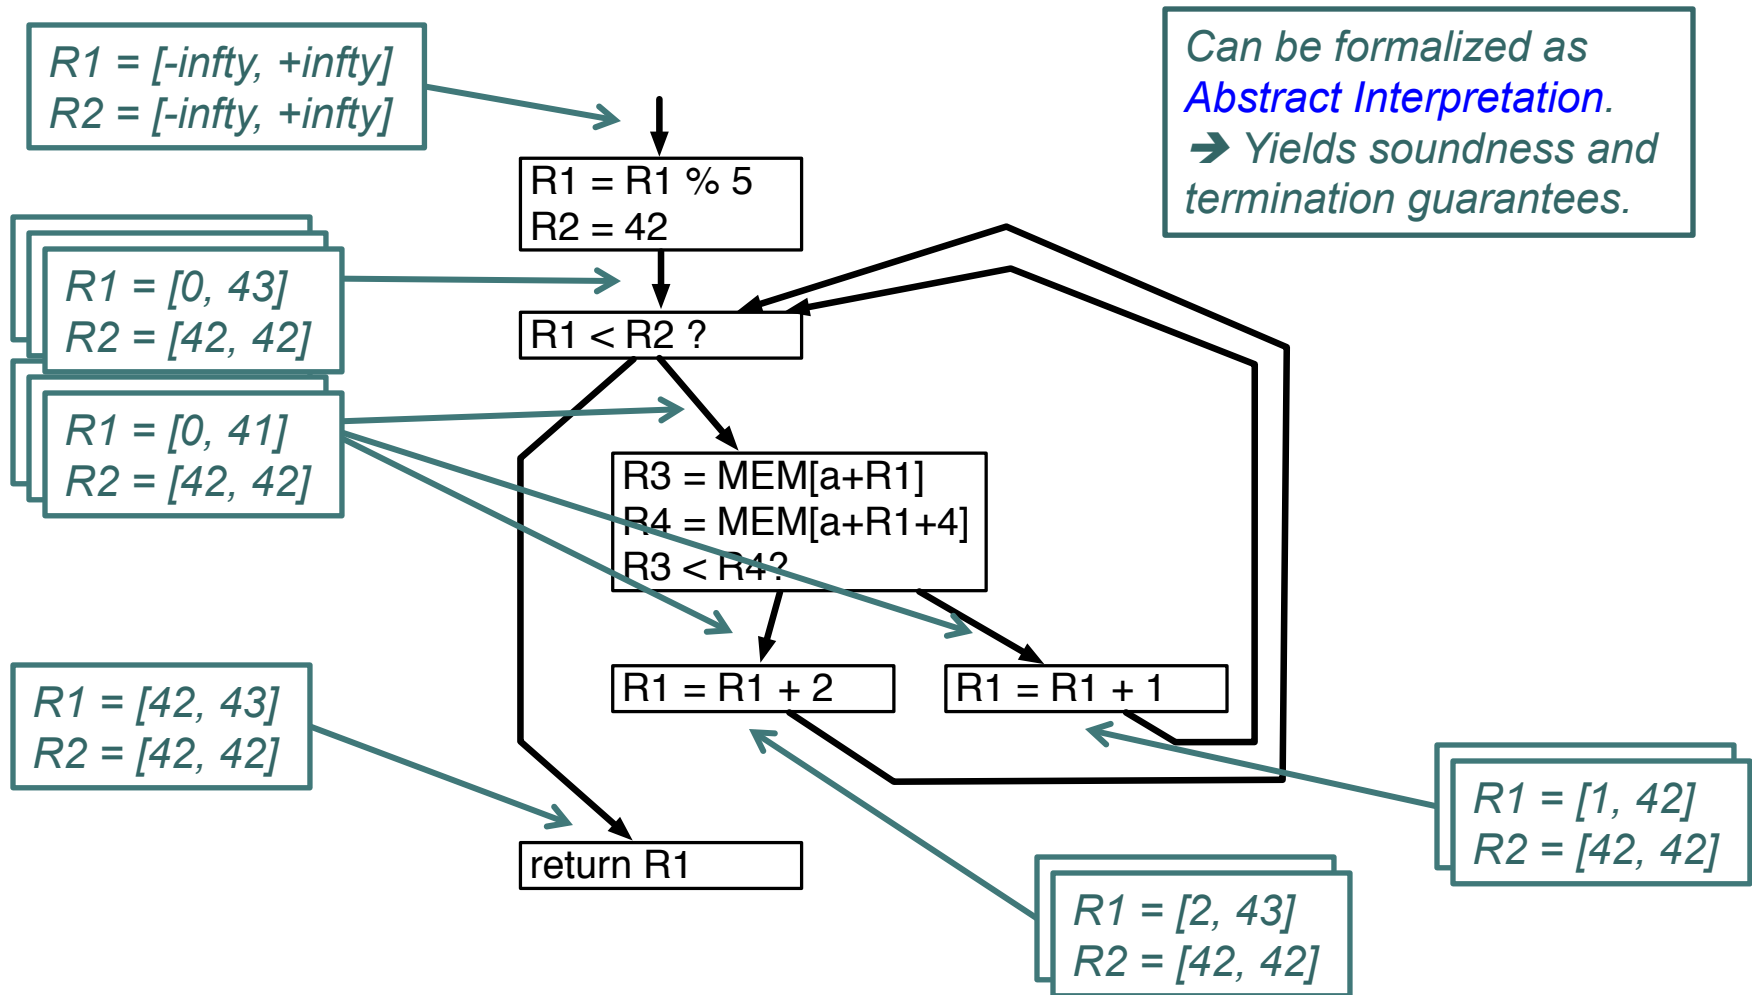 R1 = [-infty, +infty]
R2 = [-infty, +infty]
Can be formalized as
Abstract Interpretation.
➔ Yields soundness and
termination guarantees.
R1 = R1 % 5
R2 = 42
R1 = [0, 43]
R2 = [42, 42]
R1 < R2 ?
R1 = [0, 41]
R2 = [42, 42]
R3 = MEM[a+R1]
R4 = MEM[a+R1+4]
R3 < R4?
R1 = R1 + 2
R1 = R1 + 1
R1 = [42, 43]
R2 = [42, 42]
R1 = [1, 42]
R2 = [42, 42]
return R1
R1 = [2, 43]
R2 = [42, 42]